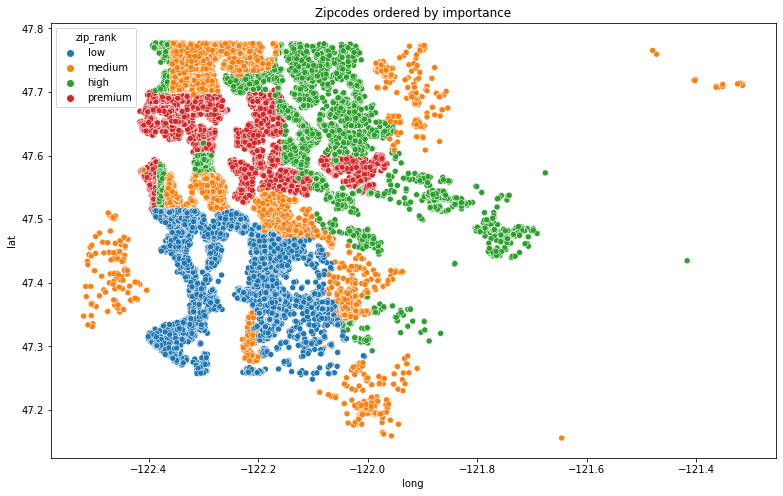 Zipcodes ordered by importance
zip_rank
low
medium
high
premium
47.8
47.7
47.6
47.5
47.4
47.3
47.2
lat
−122.4
−122.2
−122.0
−121.8
−121.6
−121.4
long